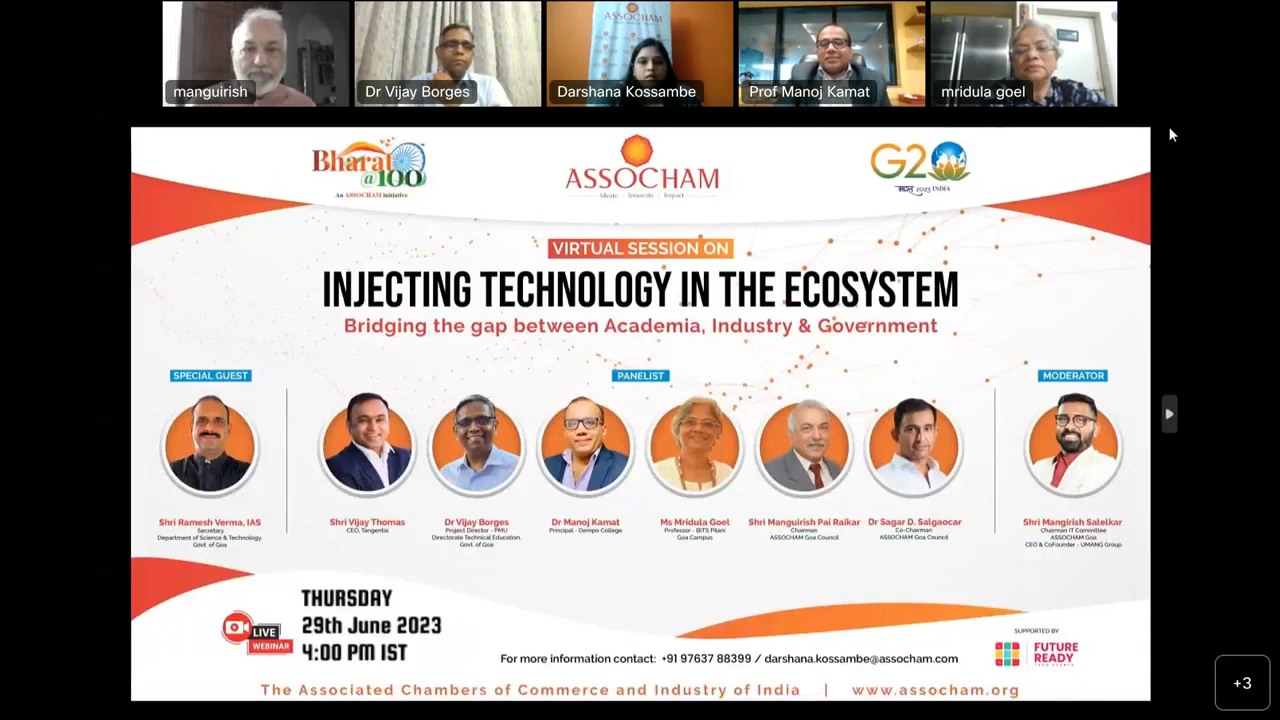 manguirish
Dr Vijay Borges
Darshana Kossambe
Prof Manoj Kamat
mridula goel
ASSOCHAM
Bharat
@100
An ASSOCHAM Initiative
ASSOCHAM
Ideate · Innovate · Impact
G20
भारत 2023 INDIA
VIRTUAL SESSION ON
INJECTING TECHNOLOGY IN THE ECOSYSTEM
Bridging the gap between Academia, Industry & Government
SPECIAL GUEST
PANELIST
MODERATOR
Shri Ramesh Verma, IAS
Secretary
Department of Science & Technology,
Govt. of Goa
Shri Vijay Thomas
CEO, Tangentia
Dr Vijay Borges
Project Director - PMU
Directorate Technical Education,
Govt. of Goa
Dr Manoj Kamat
Principal - Dempo College
Ms Mridula Goel
Professor - BITS Pilani
Goa Campus
Shri Manguirish Pai Raikar
Chairman
ASSOCHAM Goa Council
Dr Sagar D. Salgaocar
Co-Chairman
ASSOCHAM Goa Council
Shri Mangirish Salelkar
Chairman IT Committee
ASSOCHAM Goa
CEO & CoFounder - UMANG Group
LIVE
WEBINAR
THURSDAY
29th June 2023
4:00 PM IST
For more information contact: +91 97637 88399 / darshana.kossambe@assocham.com
SUPPORTED BY
FUTURE
READY
The Associated Chambers of Commerce and Industry of India | www.assocham.org
+3